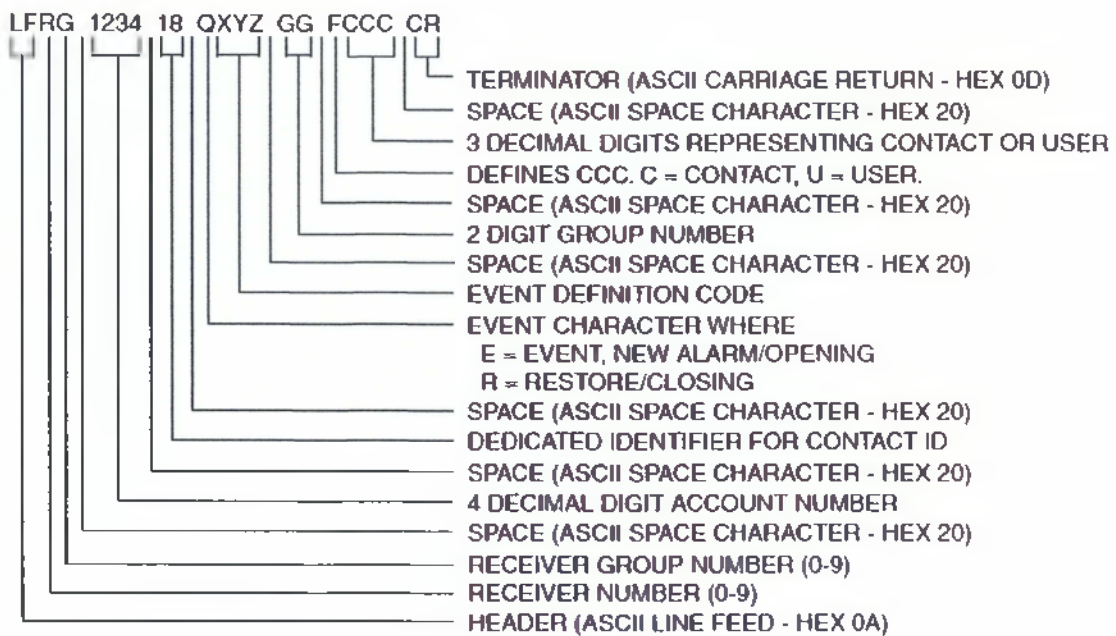 LFRG 1234 18 QXYZ GG FCCC CR
TERMINATOR (ASCII CARRIAGE RETURN - HEX 0D)
SPACE (ASCII SPACE CHARACTER - HEX 20)
3 DECIMAL DIGITS REPRESENTING CONTACT OR USER
DEFINES CCC. C = CONTACT, U = USER.
SPACE (ASCII SPACE CHARACTER - HEX 20)
2 DIGIT GROUP NUMBER
SPACE (ASCII SPACE CHARACTER - HEX 20)
EVENT DEFINITION CODE
EVENT CHARACTER WHERE
E = EVENT, NEW ALARM/OPENING
R = RESTORE/CLOSING
SPACE (ASCII SPACE CHARACTER - HEX 20)
DEDICATED IDENTIFIER FOR CONTACT ID
SPACE (ASCII SPACE CHARACTER - HEX 20)
4 DECIMAL DIGIT ACCOUNT NUMBER
SPACE (ASCII SPACE CHARACTER - HEX 20)
RECEIVER GROUP NUMBER (0-9)
RECEIVER NUMBER (0-9)
HEADER (ASCII LINE FEED - HEX 0A)